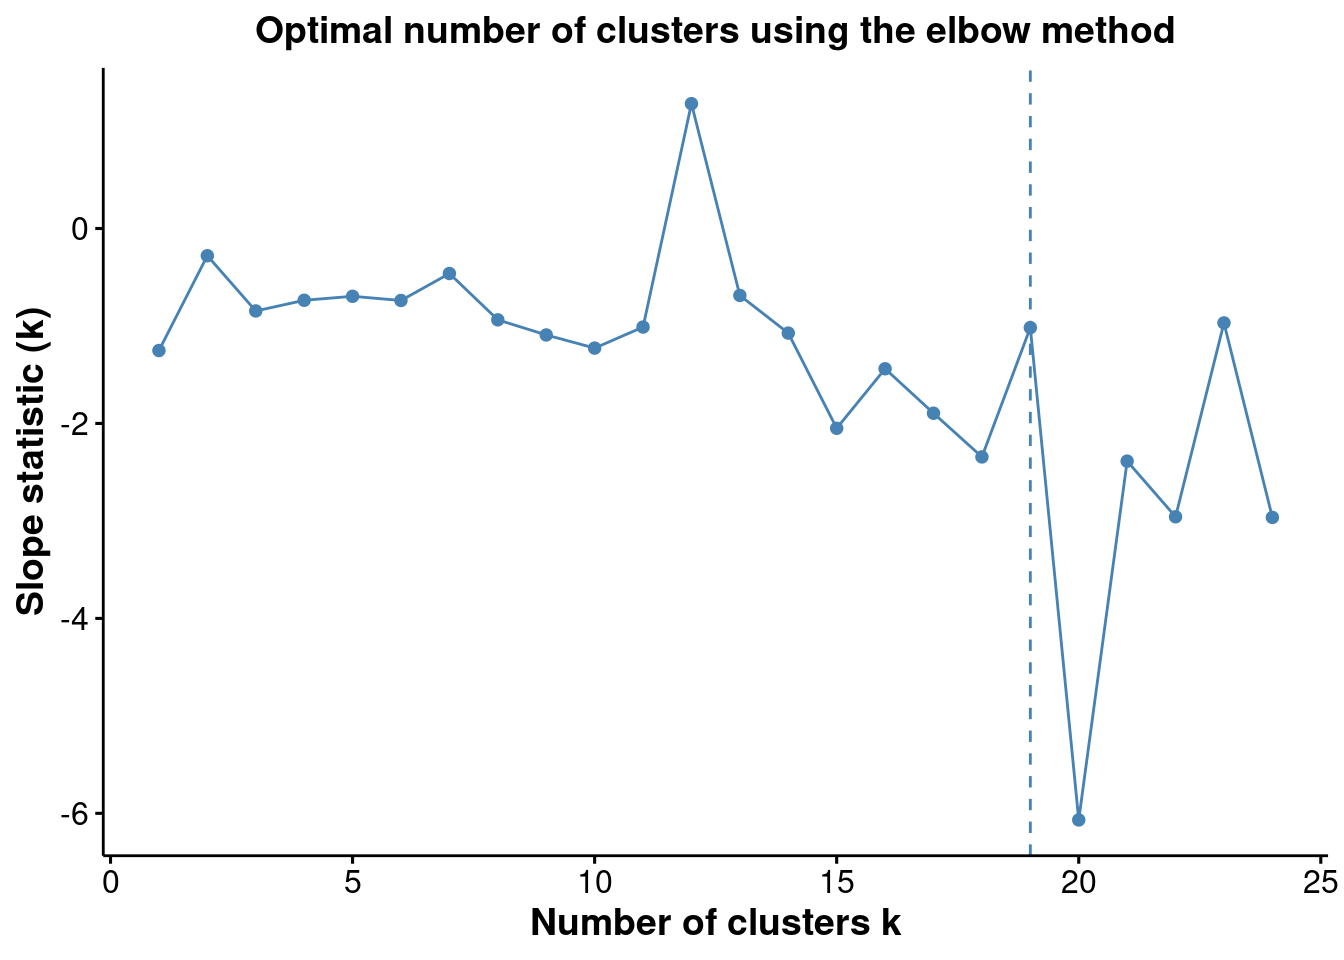 Optimal number of clusters using the elbow method
Slope statistic (k)
0
-2
-4
-6
0 5 10 15 20 25
Number of clusters k